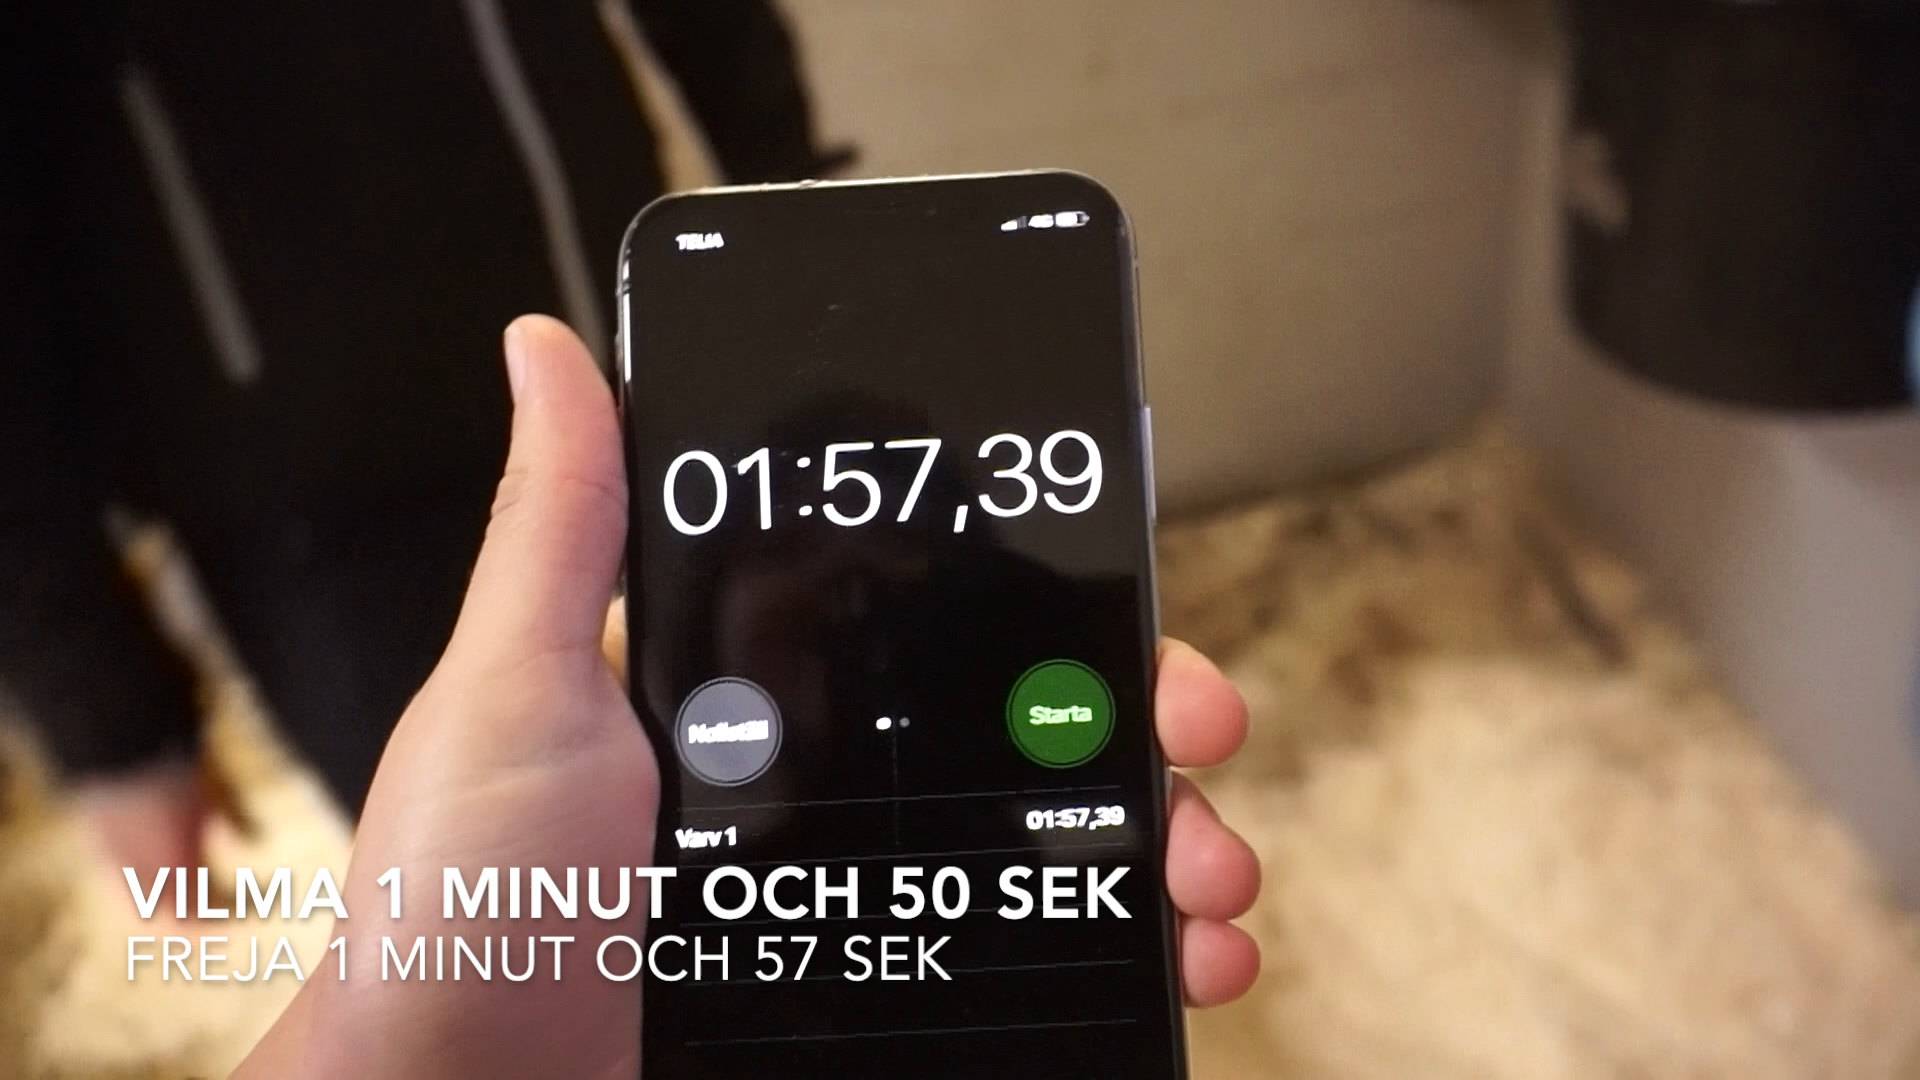 TELIA
4G
01:57,39
Nollställ
Starta
Varv 1
01:57,39
VILMA 1 MINUT OCH 50 SEK
FREJA 1 MINUT OCH 57 SEK